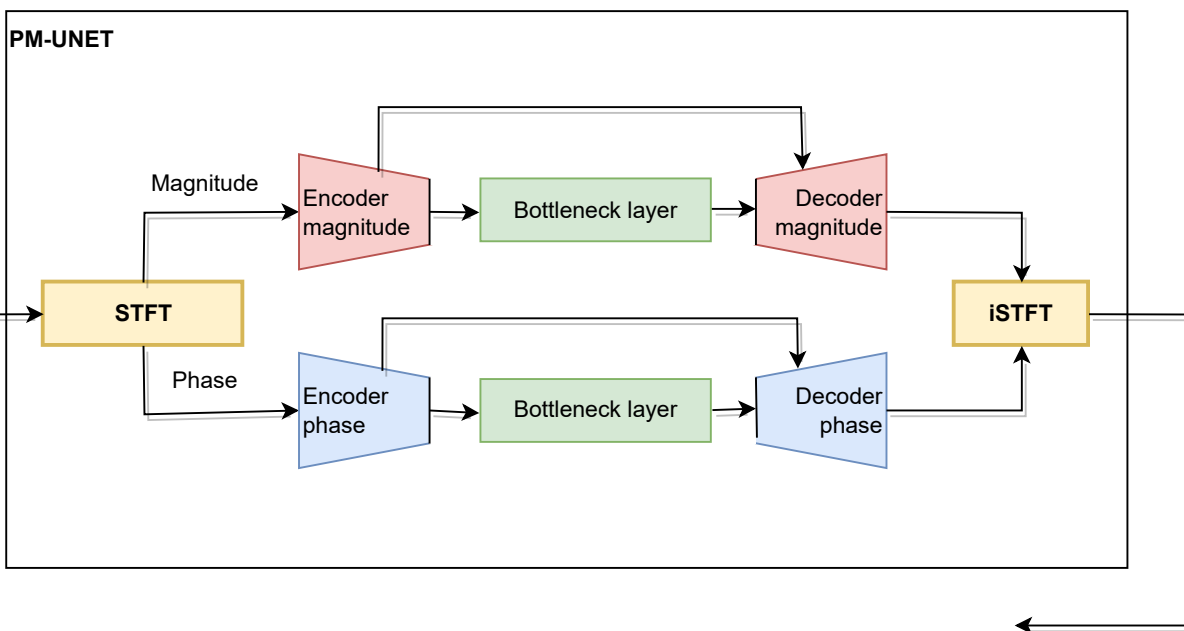 PM-UNET
Magnitude
Encoder
magnitude
Bottleneck layer
Decoder
magnitude
STFT
iSTFT
Phase
Encoder
phase
Bottleneck layer
Decoder
phase